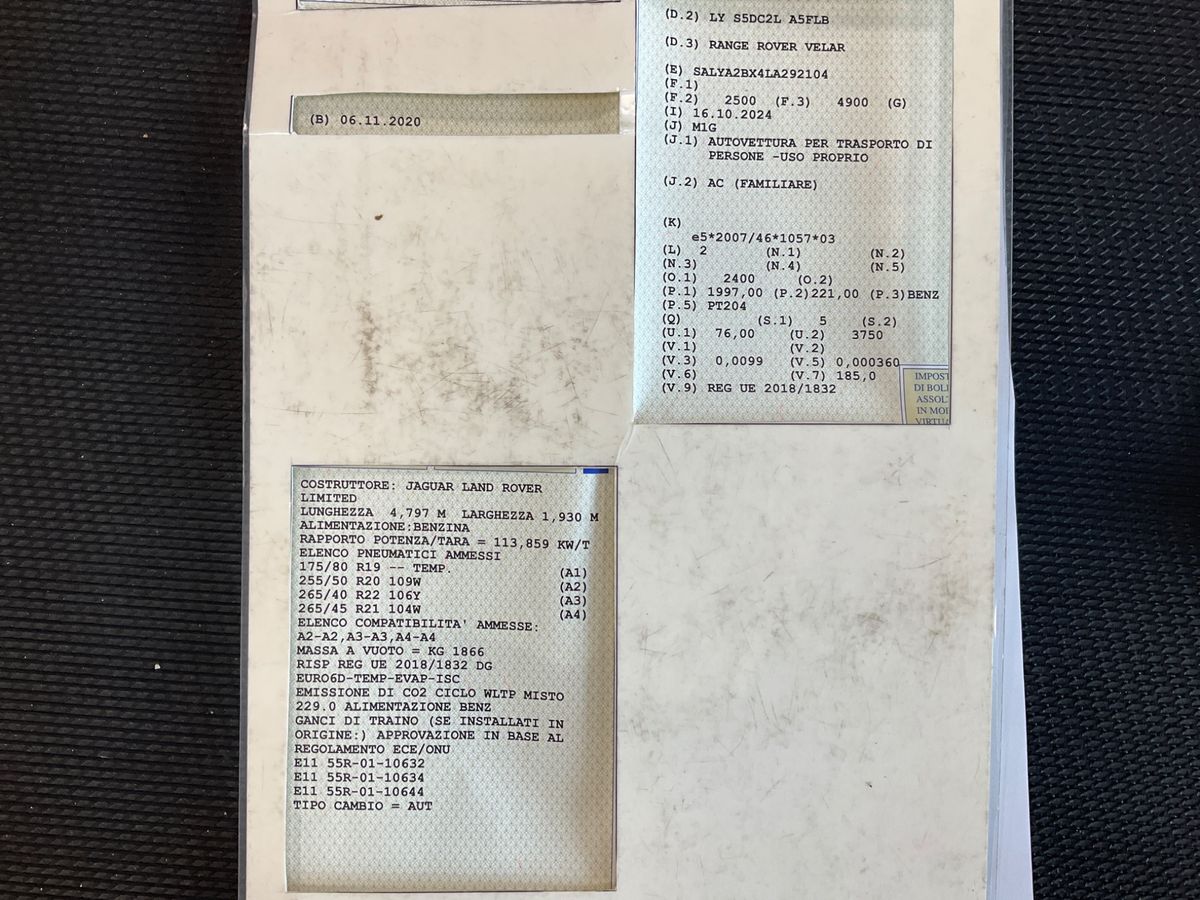 (B) 06.11.2020
(D.2) LY S5DC2L A5FLB
(D.3) RANGE ROVER VELAR
(E) SALYA2BX4LA292104
(F.1)
(F.2) 2500 (F.3) 4900 (G)
(I) 16.10.2024
(J) M1G
(J.1) AUTOVETTURA PER TRASPORTO DI
PERSONE -USO PROPRIO
(J.2) AC (FAMILIARE)
(K)
e5*2007/46*1057*03
(L) 2 (N.1) (N.2)
(N.3) (N.4) (N.5)
(O.1) 2400 (O.2)
(P.1) 1997,00 (P.2)221,00 (P.3)BENZ
(P.5) PT204
(Q) (S.1) 5 (S.2)
(U.1) 76,00 (U.2) 3750
(V.1) (V.2)
(V.3) 0,0099 (V.5) 0,000360
(V.6) (V.7) 185,0
(V.9) REG UE 2018/1832
IMPOST
DI BOLL
ASSOL
IN MOD
VIRTUA
COSTRUTTORE: JAGUAR LAND ROVER
LIMITED
LUNGHEZZA 4,797 M LARGHEZZA 1,930 M
ALIMENTAZIONE:BENZINA
RAPPORTO POTENZA/TARA = 113,859 KW/T
ELENCO PNEUMATICI AMMESSI
175/80 R19 -- TEMP. (A1)
255/50 R20 109W (A2)
265/40 R22 106Y (A3)
265/45 R21 104W (A4)
ELENCO COMPATIBILITA' AMMESSE:
A2-A2,A3-A3,A4-A4
MASSA A VUOTO = KG 1866
RISP REG UE 2018/1832 DG
EURO6D-TEMP-EVAP-ISC
EMISSIONE DI CO2 CICLO WLTP MISTO
229.0 ALIMENTAZIONE BENZ
GANCI DI TRAINO (SE INSTALLATI IN
ORIGINE:) APPROVAZIONE IN BASE AL
REGOLAMENTO ECE/ONU
E11 55R-01-10632
E11 55R-01-10634
E11 55R-01-10644
TIPO CAMBIO = AUT